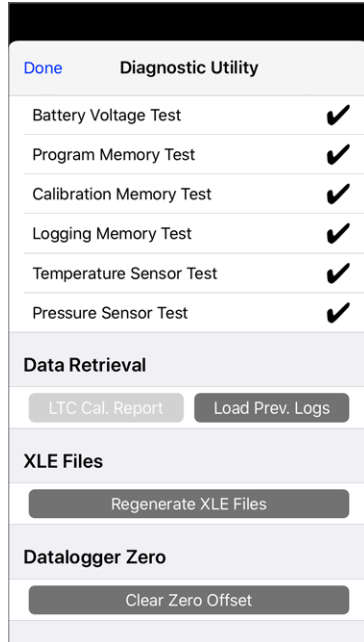 Done Diagnostic Utility
Battery Voltage Test
Program Memory Test
Calibration Memory Test
Logging Memory Test
Temperature Sensor Test
Pressure Sensor Test
Data Retrieval
LTC Cal. Report Load Prev. Logs
XLE Files
Regenerate XLE Files
Datalogger Zero
Clear Zero Offset